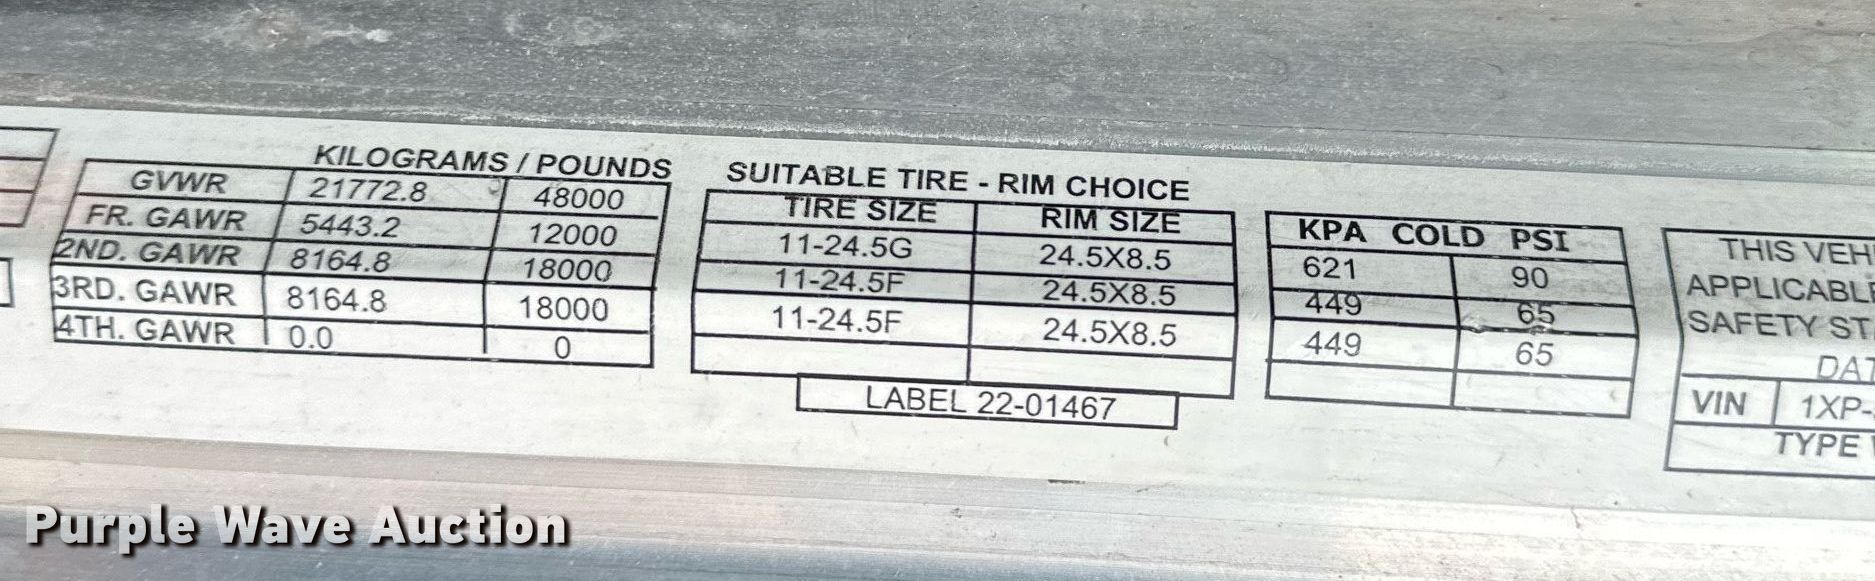 KILOGRAMS / POUNDS
GVWR 21772.8 48000
FR. GAWR 5443.2 12000
2ND. GAWR 8164.8 18000
3RD. GAWR 8164.8 18000
4TH. GAWR 0.0 0
SUITABLE TIRE - RIM CHOICE
TIRE SIZE RIM SIZE
11-24.5G 24.5X8.5
11-24.5F 24.5X8.5
11-24.5F 24.5X8.5
LABEL 22-01467
KPA COLD PSI
621 90
449 65
449 65
THIS VEH
APPLICABLE
SAFETY ST
DAT
VIN 1XP-
TYPE
Purple Wave Auction